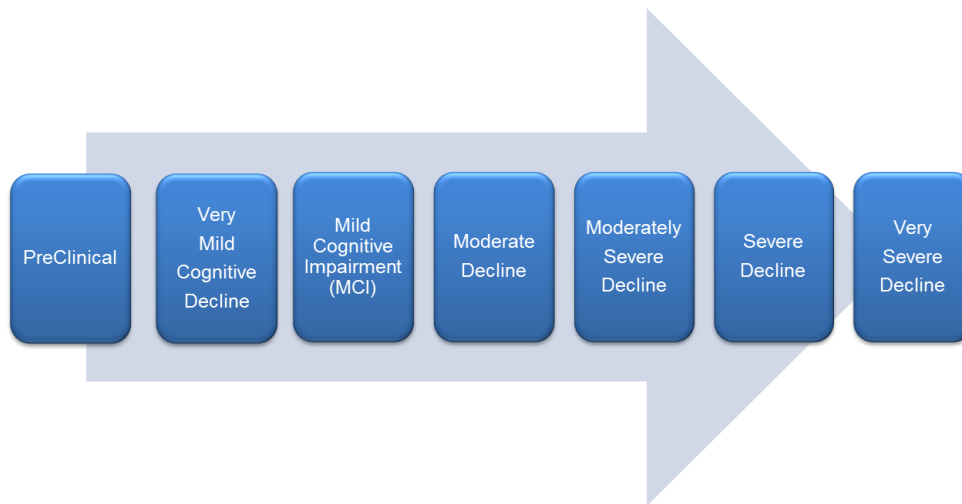 PreClinical
Very
Mild
Cognitive
Decline
Mild
Cognitive
Impairment
(MCI)
Moderate
Decline
Moderately
Severe
Decline
Severe
Decline
Very
Severe
Decline